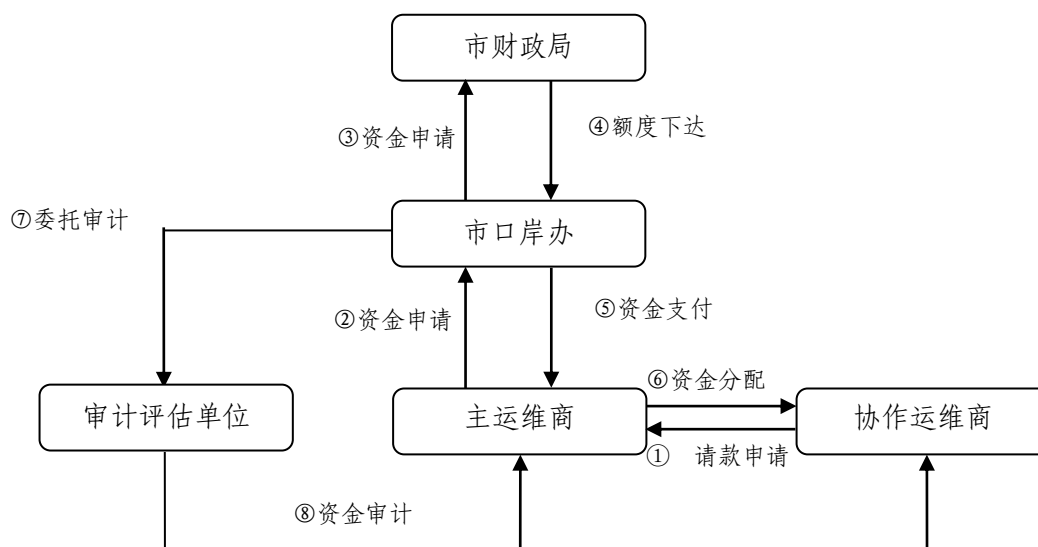 市财政局
③资金申请
④额度下达
⑦委托审计
市口岸办
②资金申请
⑤资金支付
⑥资金分配
审计评估单位
主运维商
协作运维商
① 请款申请
⑧资金审计